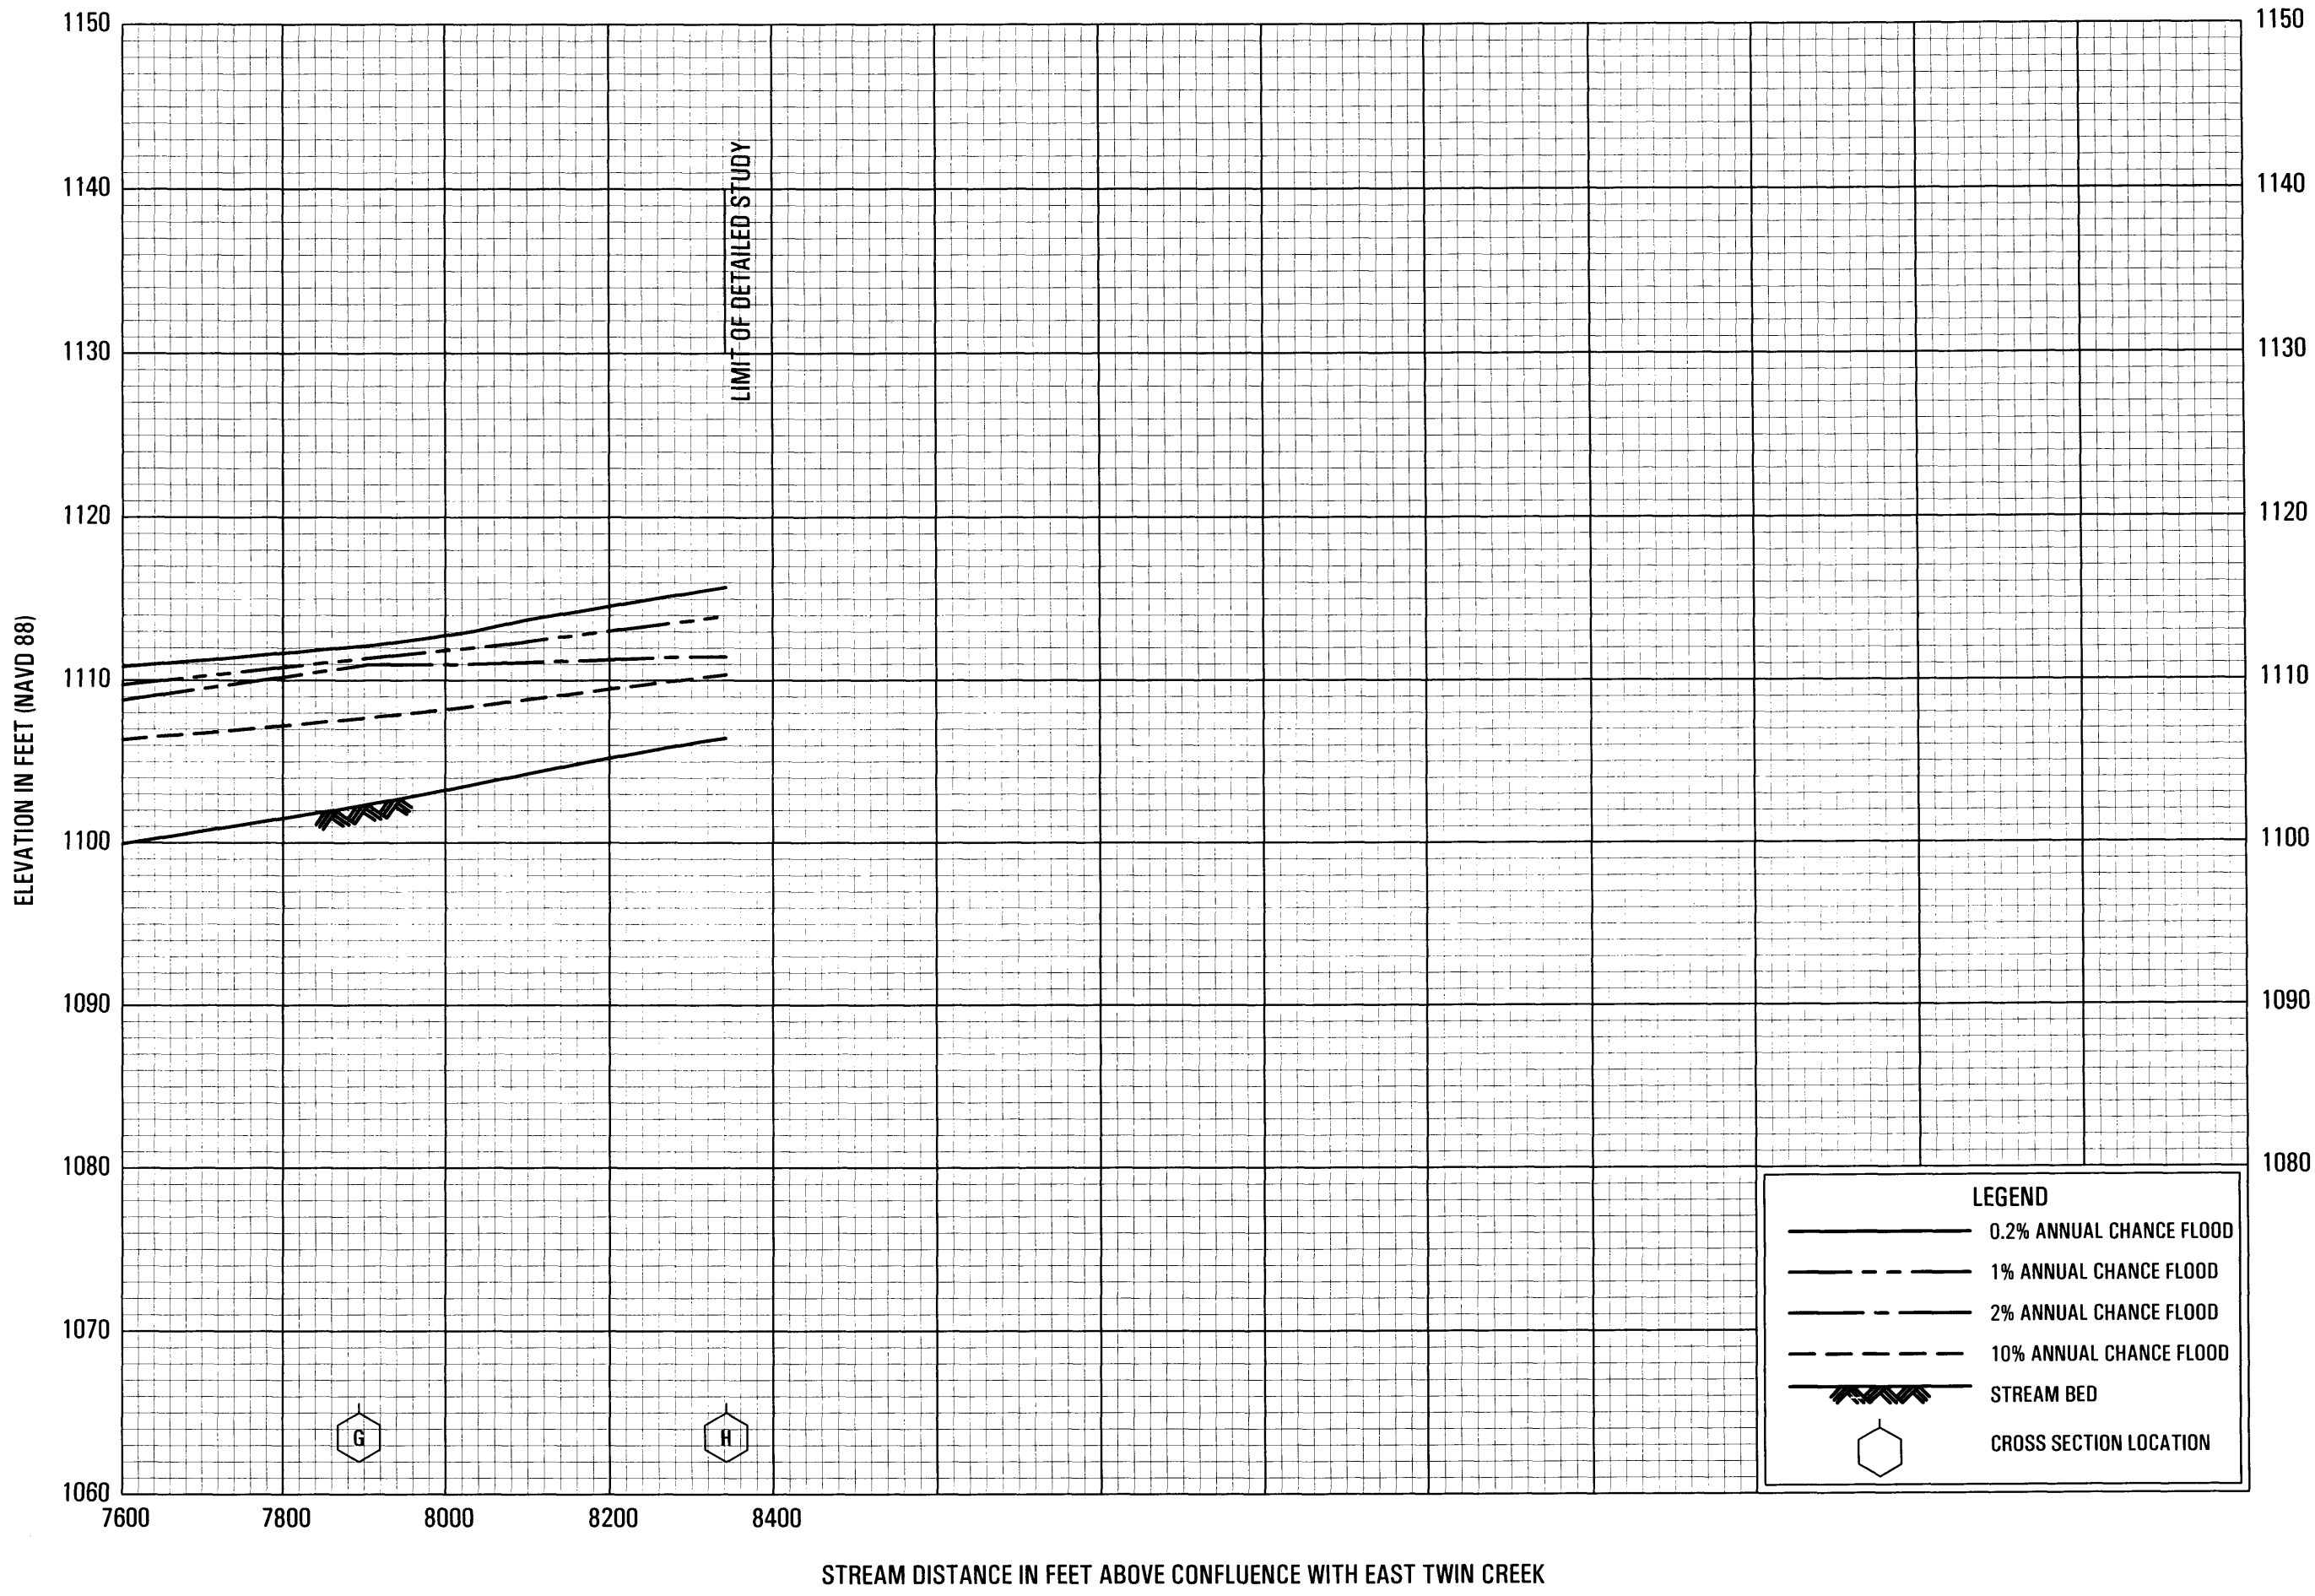 1150
1140
1130
1120
1110
1100
1090
1080
1070
1060
ELEVATION IN FEET (NAVD 88)
LIMIT OF DETAILED STUDY
1150
1140
1130
1120
1110
1100
1090
1080
G
H
LEGEND
0.2% ANNUAL CHANCE FLOOD
1% ANNUAL CHANCE FLOOD
2% ANNUAL CHANCE FLOOD
10% ANNUAL CHANCE FLOOD
STREAM BED
CROSS SECTION LOCATION
7600 7800 8000 8200 8400
STREAM DISTANCE IN FEET ABOVE CONFLUENCE WITH EAST TWIN CREEK